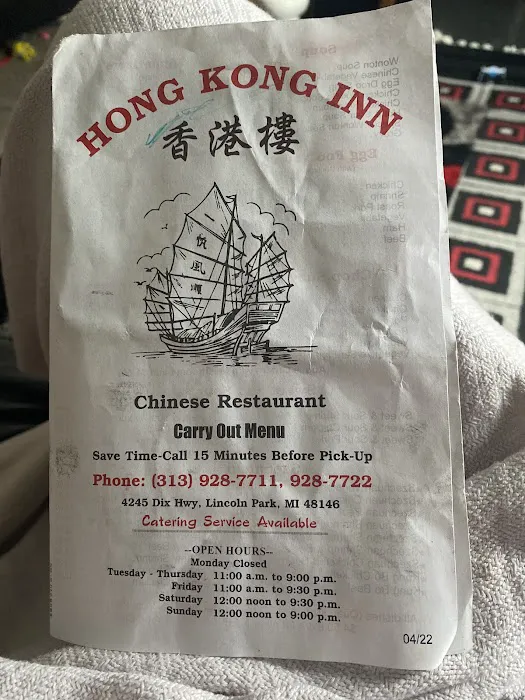 HONG KONG INN
香港樓
風
順
Chinese Restaurant
Carry Out Menu
Save Time-Call 15 Minutes Before Pick-Up
Phone: (313) 928-7711, 928-7722
4245 Dix Hwy, Lincoln Park, MI 48146
Catering Service Available
--OPEN HOURS--
Monday Closed
Tuesday - Thursday 11:00 a.m. to 9:00 p.m.
Friday 11:00 a.m. to 9:30 p.m.
Saturday 12:00 noon to 9:30 p.m.
Sunday 12:00 noon to 9:00 p.m.
04/22